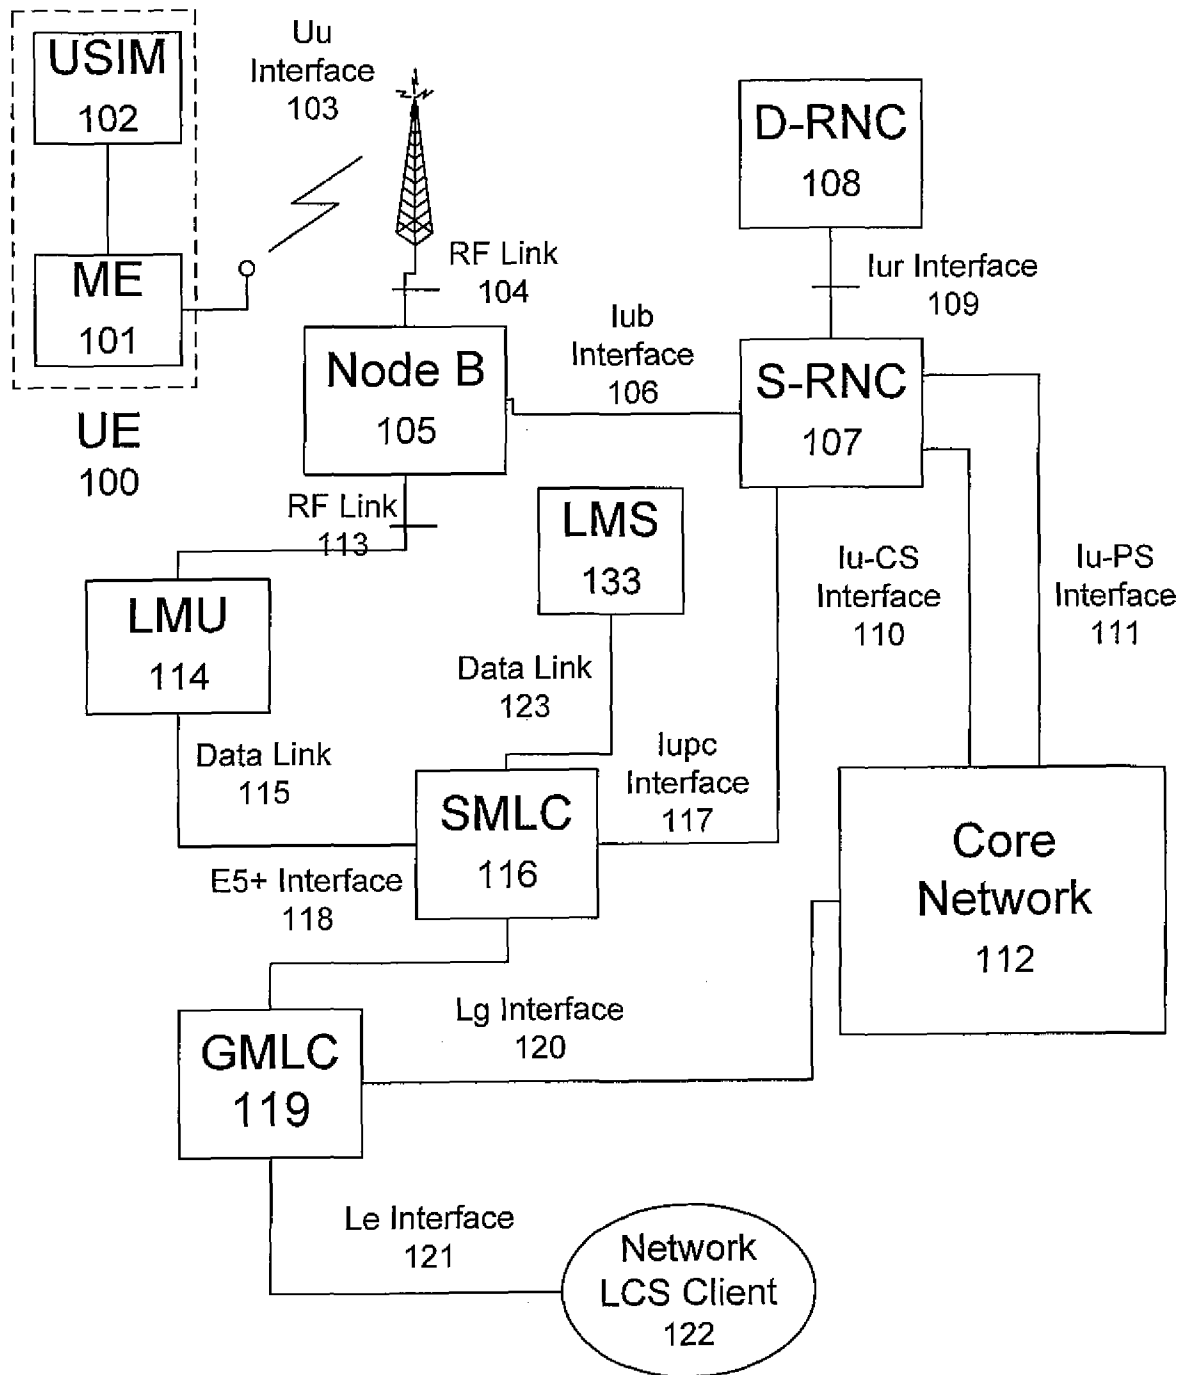 USIM
102
ME
101
UE
100
Uu
Interface
103
RF Link
104
Node B
105
Iub
Interface
106
D-RNC
108
Iur Interface
109
S-RNC
107
RF Link
113
LMU
114
LMS
133
Iu-CS
Interface
110
Iu-PS
Interface
111
Data Link
123
Data Link
115
Iupc
Interface
117
SMLC
116
E5+ Interface
118
Core
Network
112
GMLC
119
Lg Interface
120
Le Interface
121
Network
LCS Client
122